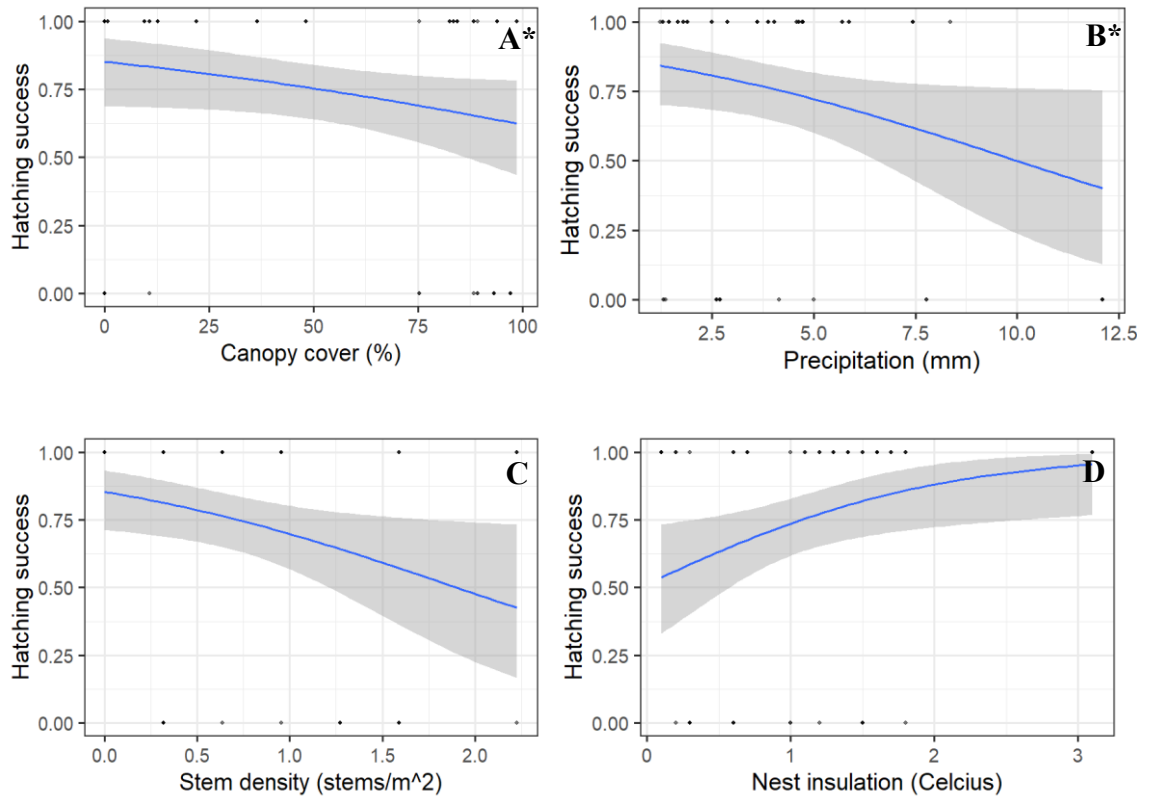 A*
Hatching success
1.00
0.75
0.50
0.25
0.00
0 25 50 75 100
Canopy cover (%)
B*
Hatching success
1.00
0.75
0.50
0.25
0.00
2.5 5.0 7.5 10.0 12.5
Precipitation (mm)
C
Hatching success
1.00
0.75
0.50
0.25
0.00
0.0 0.5 1.0 1.5 2.0
Stem density (stems/m^2)
D
Hatching success
1.00
0.75
0.50
0.25
0.00
0 1 2 3
Nest insulation (Celcius)